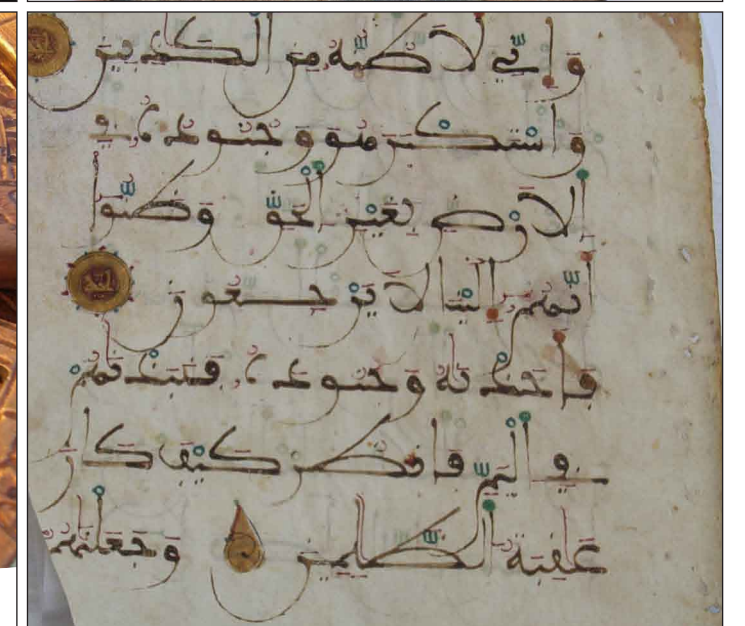 وإني لأظنه من الكذبين
واستكبر هو وجنوده في
الارض بغير الحق وظنوا
أنهم إلينا لا يرجعون
فأخذنه وجنوده فنبذنهم
في اليم فانظر كيف كان
عقبة الظلمين وجعلنهم